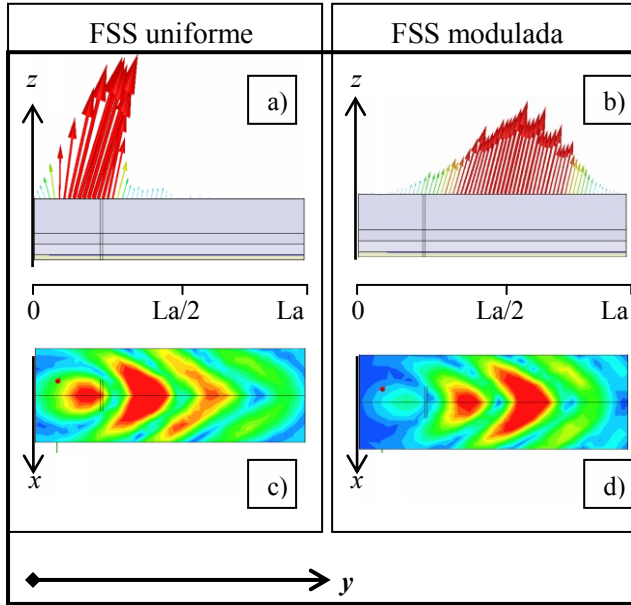 FSS uniforme
FSS modulada
z
a)
z
b)
0 La/2 La
0 La/2 La
x
c)
x
d)
y